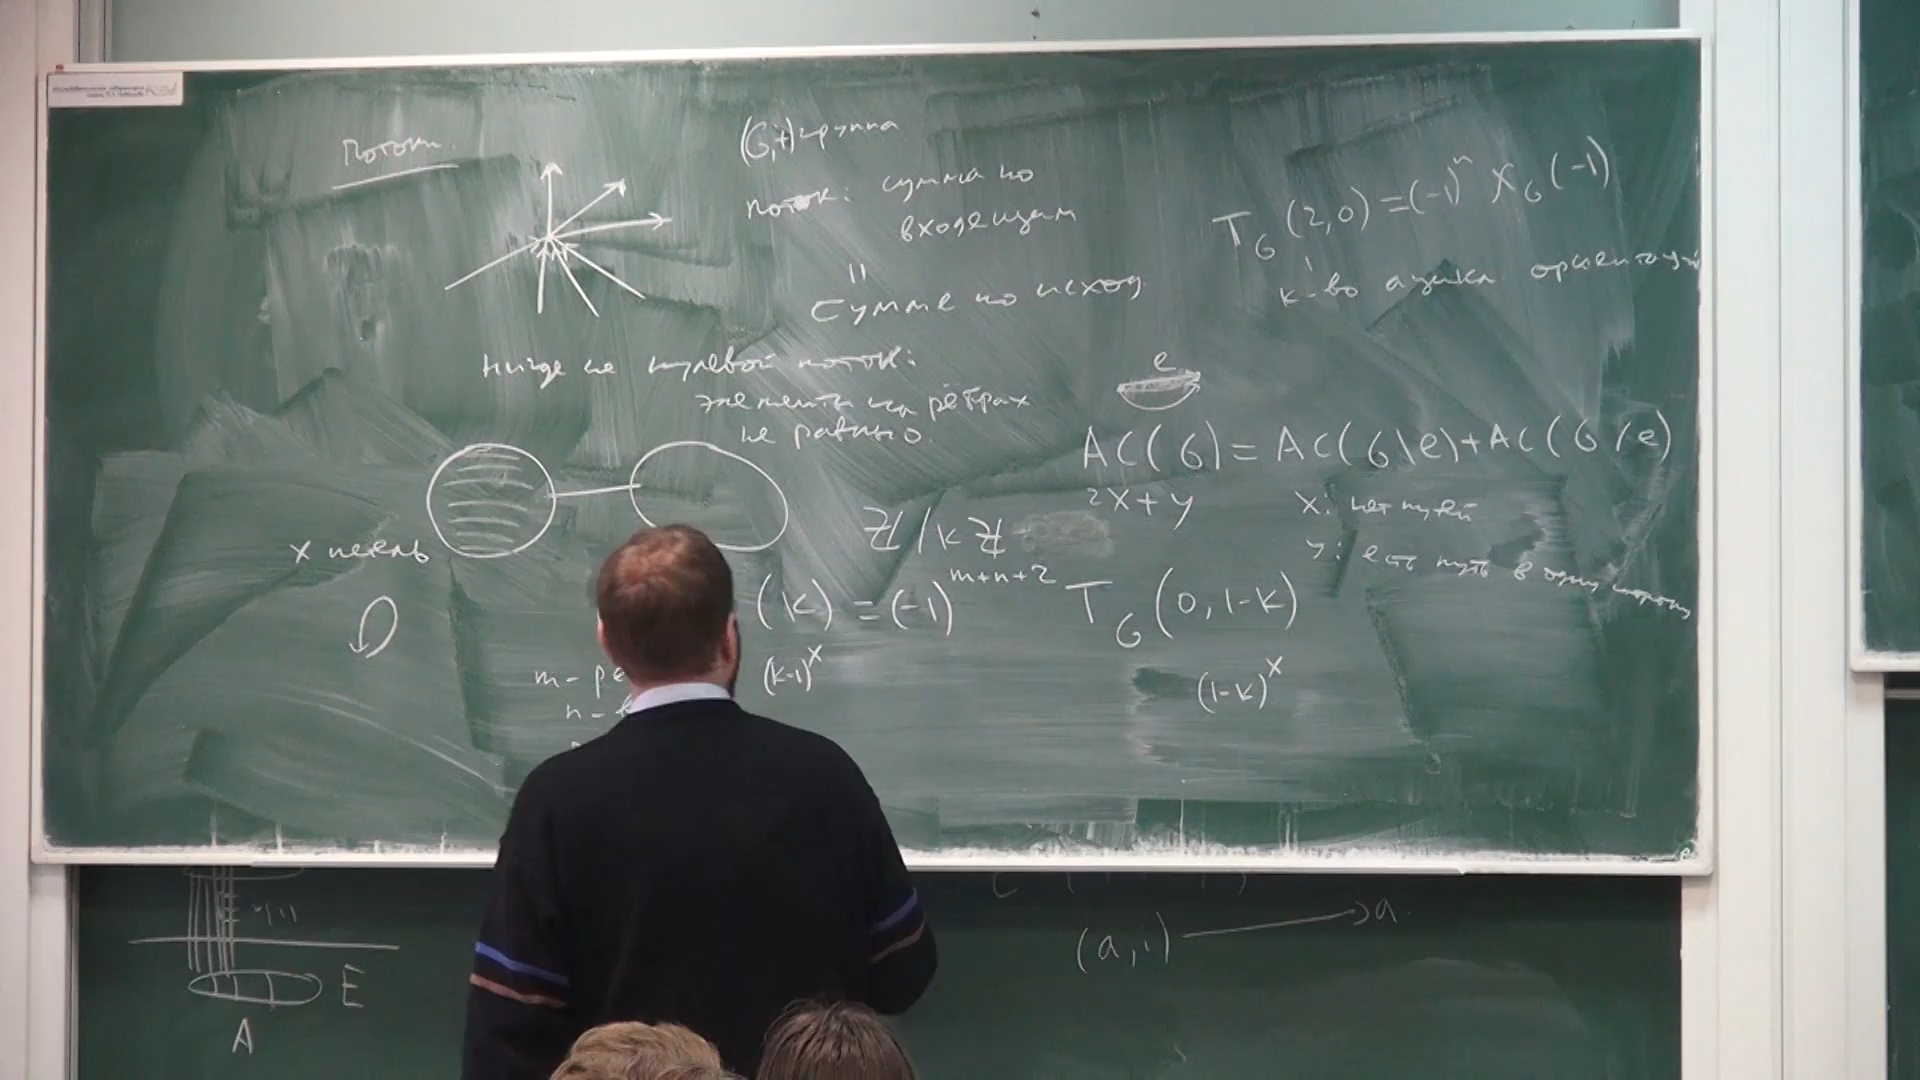 Потоки.
(G,+) группа
поток: сумма по
входящим
=
сумме по исход.
Нигде не нулевой поток:
элементы на рёбрах
не равны 0.
x петель
Z/kZ
(k) = (-1)^{m+n+2} T_G(0,1-k)
(k-1)^x
(1-k)^x
m - ре
n - в
T_G(2,0) = (-1)^n χ_G(-1)
к-во ацикл. ориентаций
e
AC(G) = AC(G\e) + AC(G/e)
2x+y
x: нет путей
y: есть путь в одну сторону
E
A
(a,i) → a